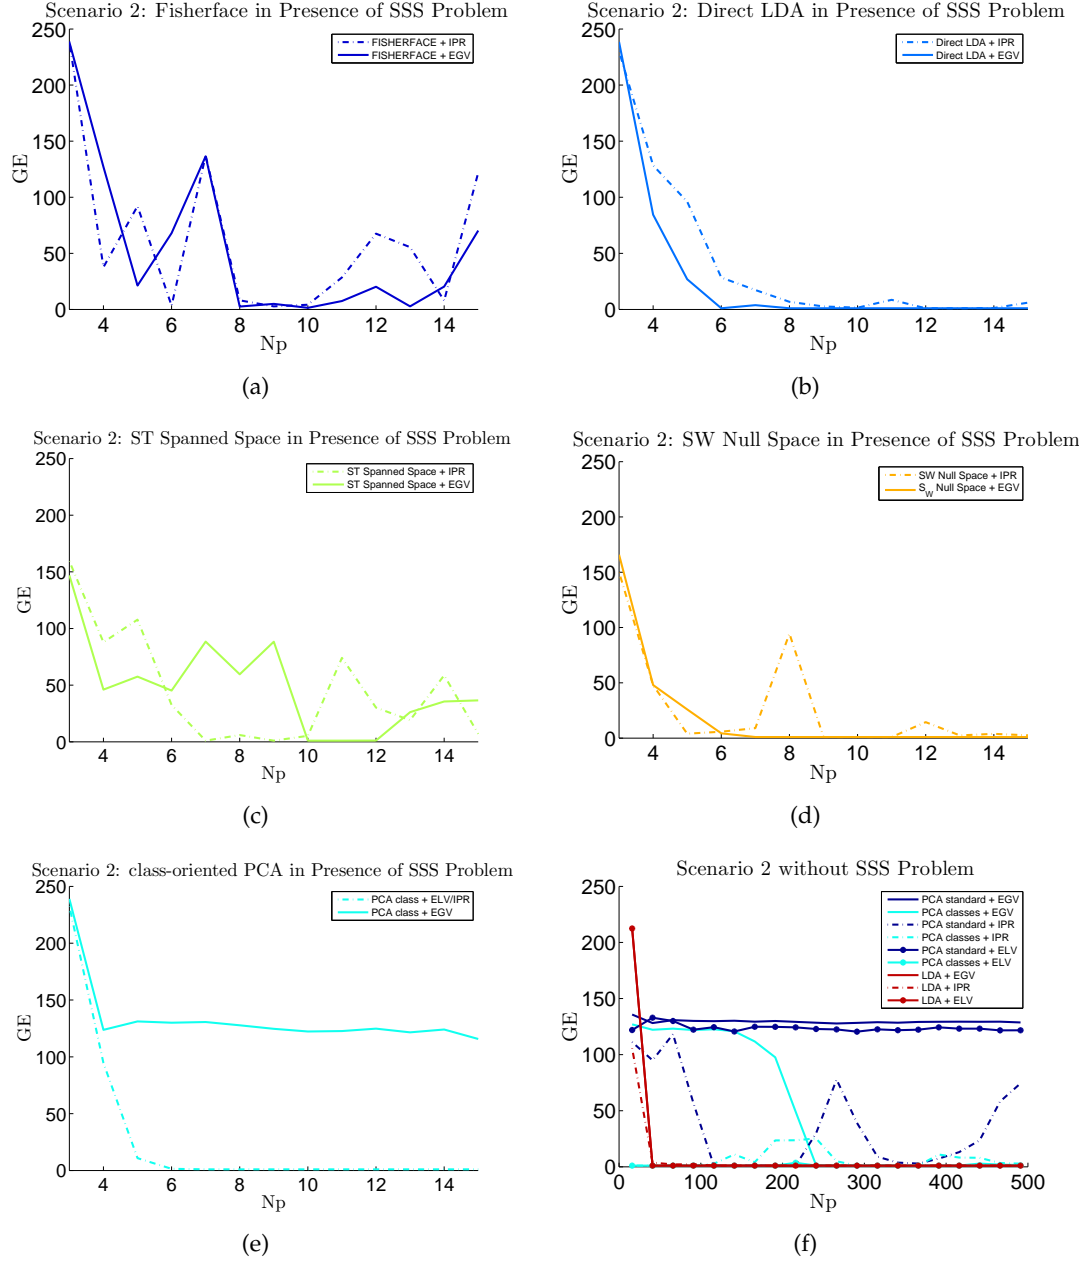 Scenario 2: Fisherface in Presence of SSS Problem
FISHERFACE + IPR
FISHERFACE + EGV
250
200
150
100
50
0
GE
4 6 8 10 12 14
Np
(a)
Scenario 2: Direct LDA in Presence of SSS Problem
Direct LDA + IPR
Direct LDA + EGV
250
200
150
100
50
0
GE
4 6 8 10 12 14
Np
(b)
Scenario 2: ST Spanned Space in Presence of SSS Problem
ST Spanned Space + IPR
ST Spanned Space + EGV
250
200
150
100
50
0
GE
4 6 8 10 12 14
Np
(c)
Scenario 2: SW Null Space in Presence of SSS Problem
SW Null Space + IPR
S_W Null Space + EGV
250
200
150
100
50
0
GE
4 6 8 10 12 14
Np
(d)
Scenario 2: class-oriented PCA in Presence of SSS Problem
PCA class + ELV/IPR
PCA class + EGV
250
200
150
100
50
0
GE
4 6 8 10 12 14
Np
(e)
Scenario 2 without SSS Problem
PCA standard + EGV
PCA classes + EGV
PCA standard + IPR
PCA classes + IPR
PCA standard + ELV
PCA classes + ELV
LDA + EGV
LDA + IPR
LDA + ELV
250
200
150
100
50
0
GE
0 100 200 300 400 500
Np
(f)